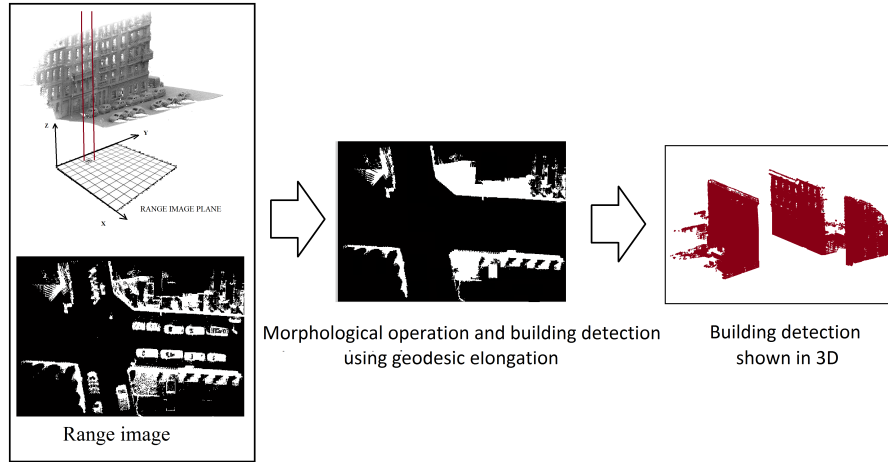 Z
Y
X
RANGE IMAGE PLANE
Range image
Morphological operation and building detection
using geodesic elongation
Building detection
shown in 3D